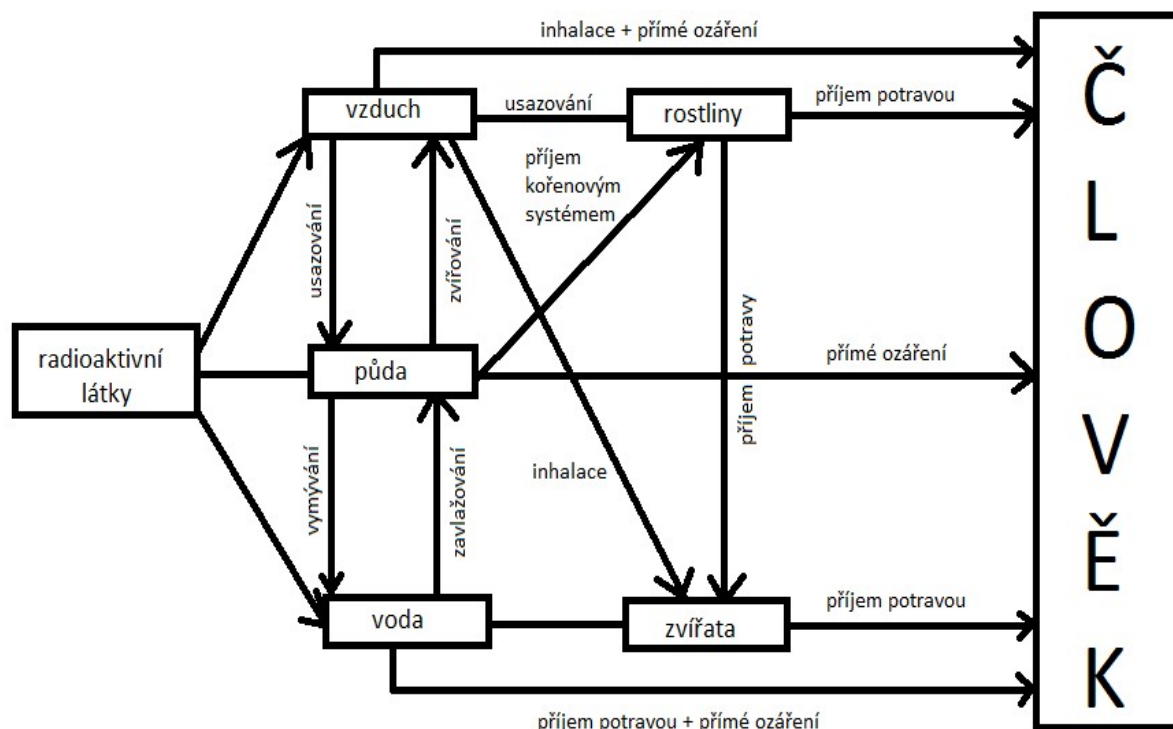 inhalace + přímé ozáření
vzduch
usazování
rostliny
příjem potravou
příjem
kořenovým
systémem
usazování
zvířování
příjem potravy
radioaktivní
látky
půda
přímé ozáření
vymývání
zavlažování
inhalace
voda
zvířata
příjem potravou
příjem potravou + přímé ozáření
ČLOVĚK